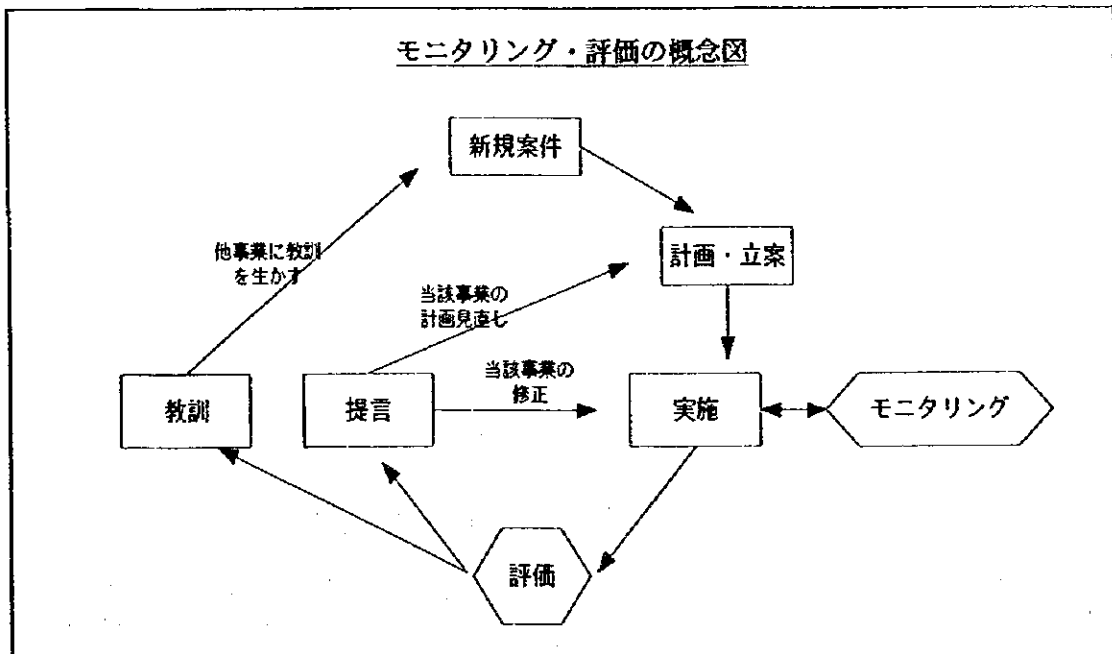 モニタリング・評価の概念図
新規案件
他事業に教訓
を生かす
計画・立案
当該事業の
計画見直し
教訓
提言
当該事業の
修正
実施
モニタリング
評価